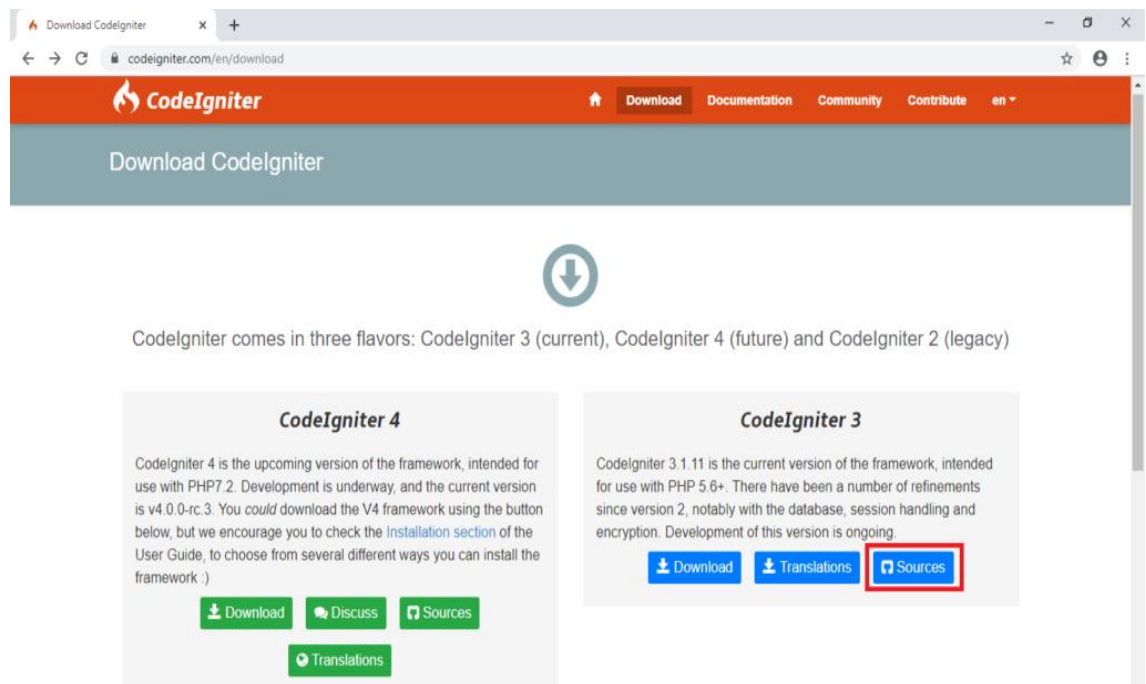 Download CodeIgniter
codeigniter.com/en/download
CodeIgniter
Download Documentation Community Contribute en
Download CodeIgniter
CodeIgniter comes in three flavors: CodeIgniter 3 (current), CodeIgniter 4 (future) and CodeIgniter 2 (legacy)
CodeIgniter 4
CodeIgniter 4 is the upcoming version of the framework, intended for
use with PHP7.2. Development is underway, and the current version
is v4.0.0-rc.3. You could download the V4 framework using the button
below, but we encourage you to check the Installation section of the
User Guide, to choose from several different ways you can install the
framework :)
Download Discuss Sources
Translations
CodeIgniter 3
CodeIgniter 3.1.11 is the current version of the framework, intended
for use with PHP 5.6+. There have been a number of refinements
since version 2, notably with the database, session handling and
encryption. Development of this version is ongoing.
Download Translations Sources